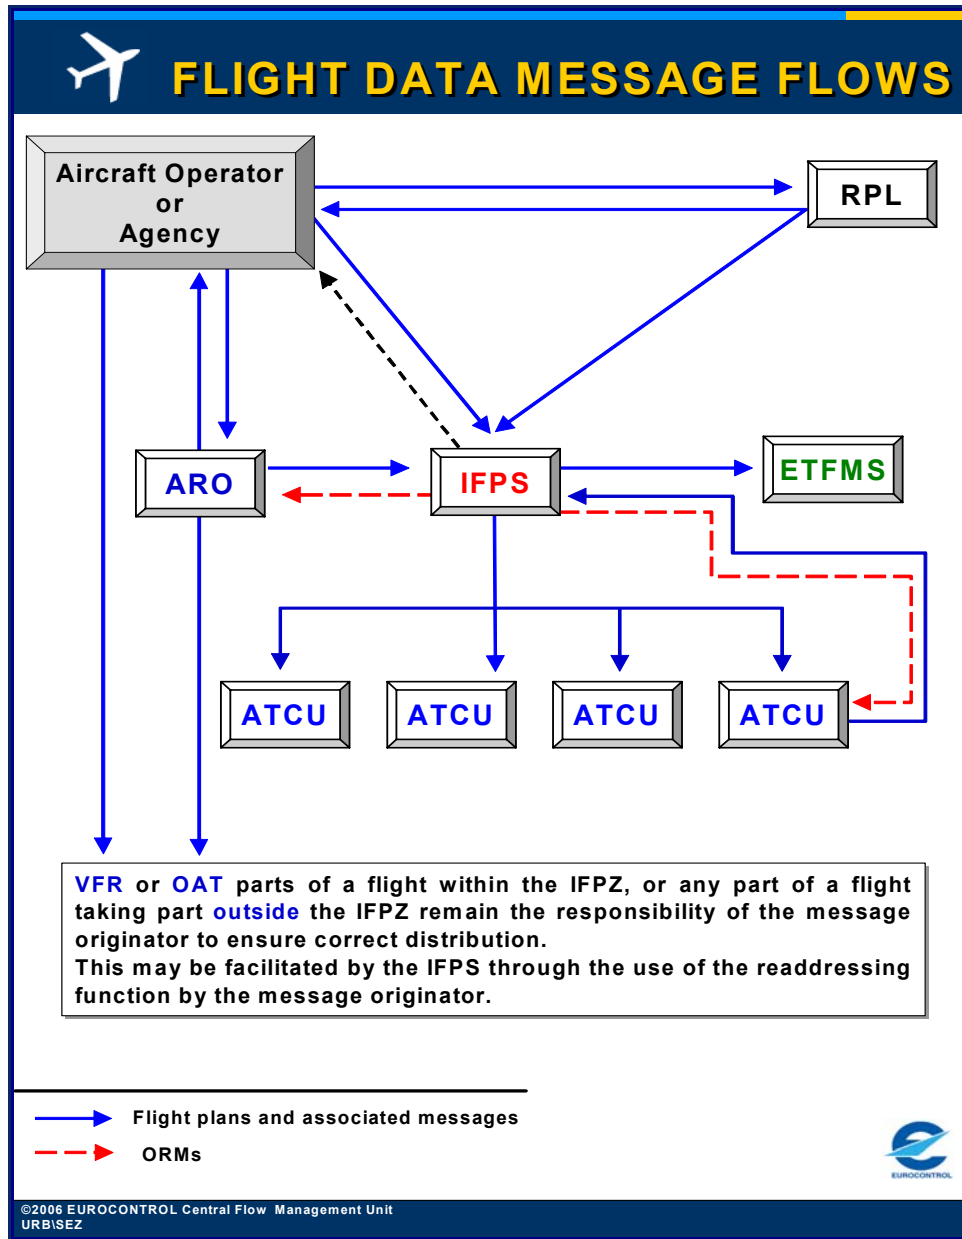 FLIGHT DATA MESSAGE FLOWS
Aircraft Operator
or
Agency
RPL
ARO
IFPS
ETFMS
ATCU
ATCU
ATCU
ATCU
VFR or OAT parts of a flight within the IFPZ, or any part of a flight
taking part outside the IFPZ remain the responsibility of the message
originator to ensure correct distribution.
This may be facilitated by the IFPS through the use of the readdressing
function by the message originator.
Flight plans and associated messages
ORMs
EUROCONTROL
©2006 EUROCONTROL Central Flow Management Unit
URB\SEZ